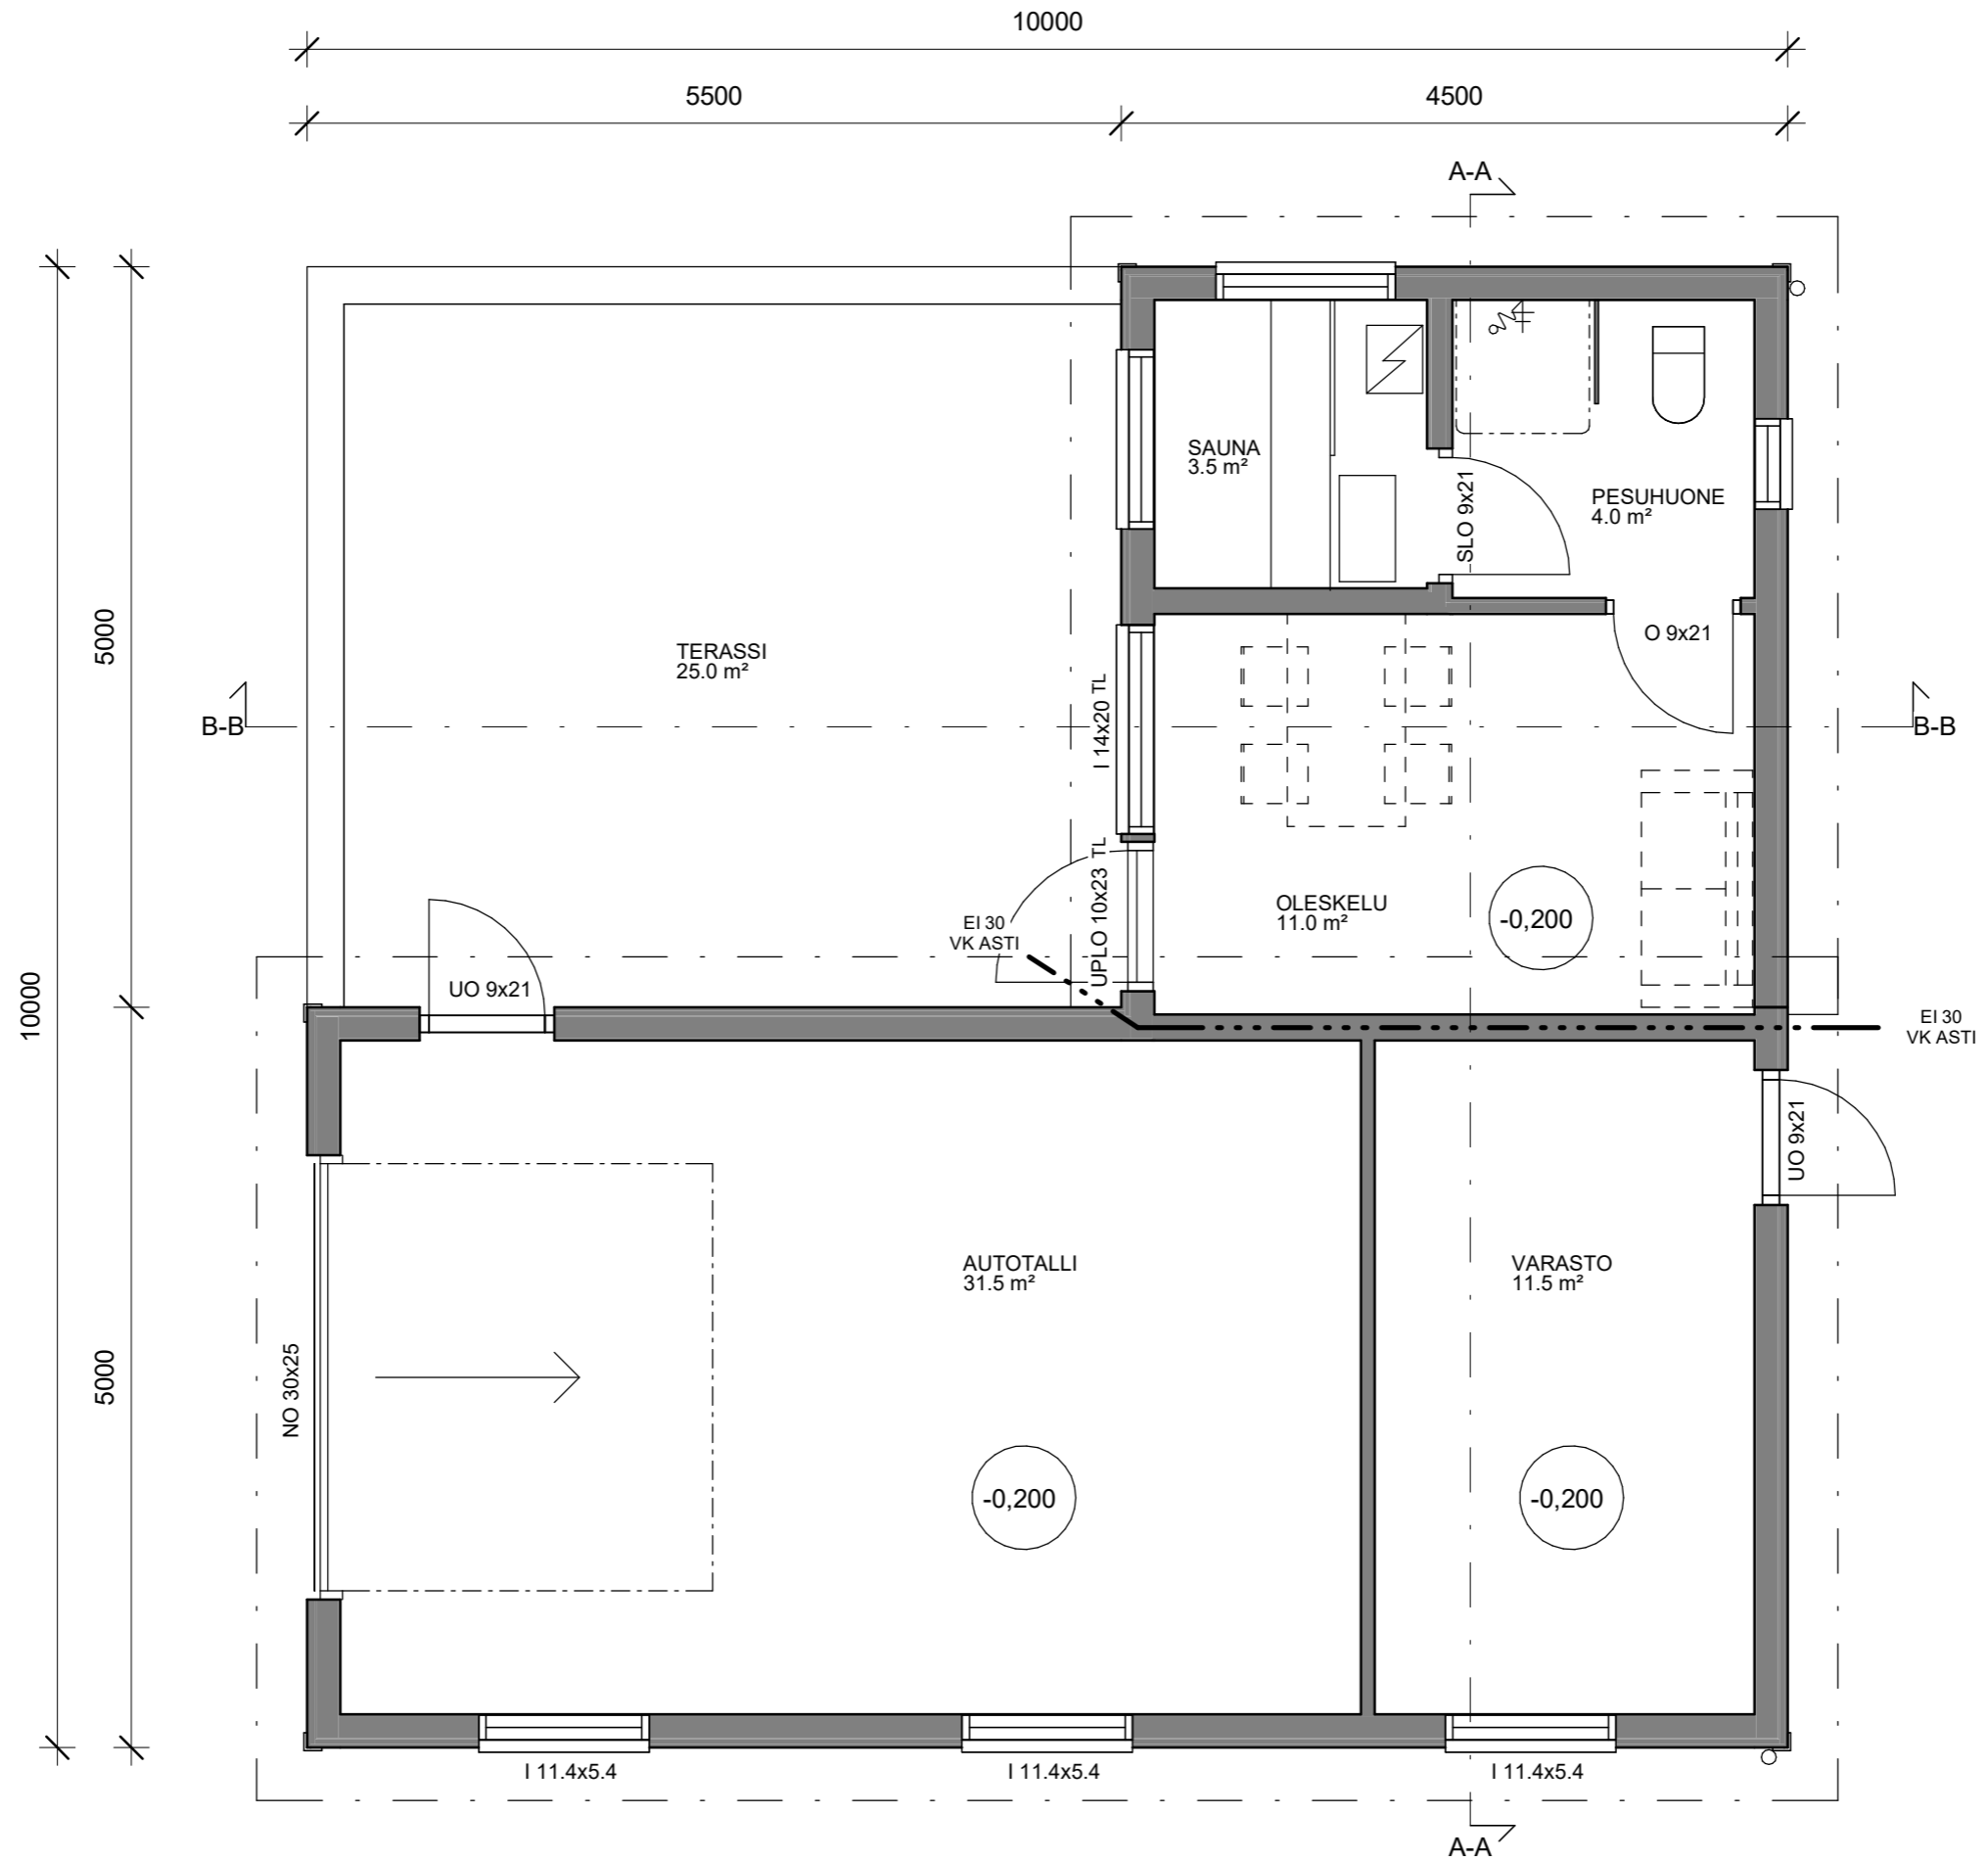 10000
5500
4500
A-A
SAUNA
3.5 m²
SLO 9x21
PESUHUONE
4.0 m²
O 9x21
TERASSI
25.0 m²
5000
I 14x20 TL
B-B
B-B
UPLO 10x23 TL
OLESKELU
11.0 m²
-0,200
EI 30
VK ASTI
UO 9x21
10000
EI 30
VK ASTI
UO 9x21
AUTOTALLI
31.5 m²
VARASTO
11.5 m²
5000
NO 30x25
-0,200
-0,200
I 11.4x5.4
I 11.4x5.4
I 11.4x5.4
A-A